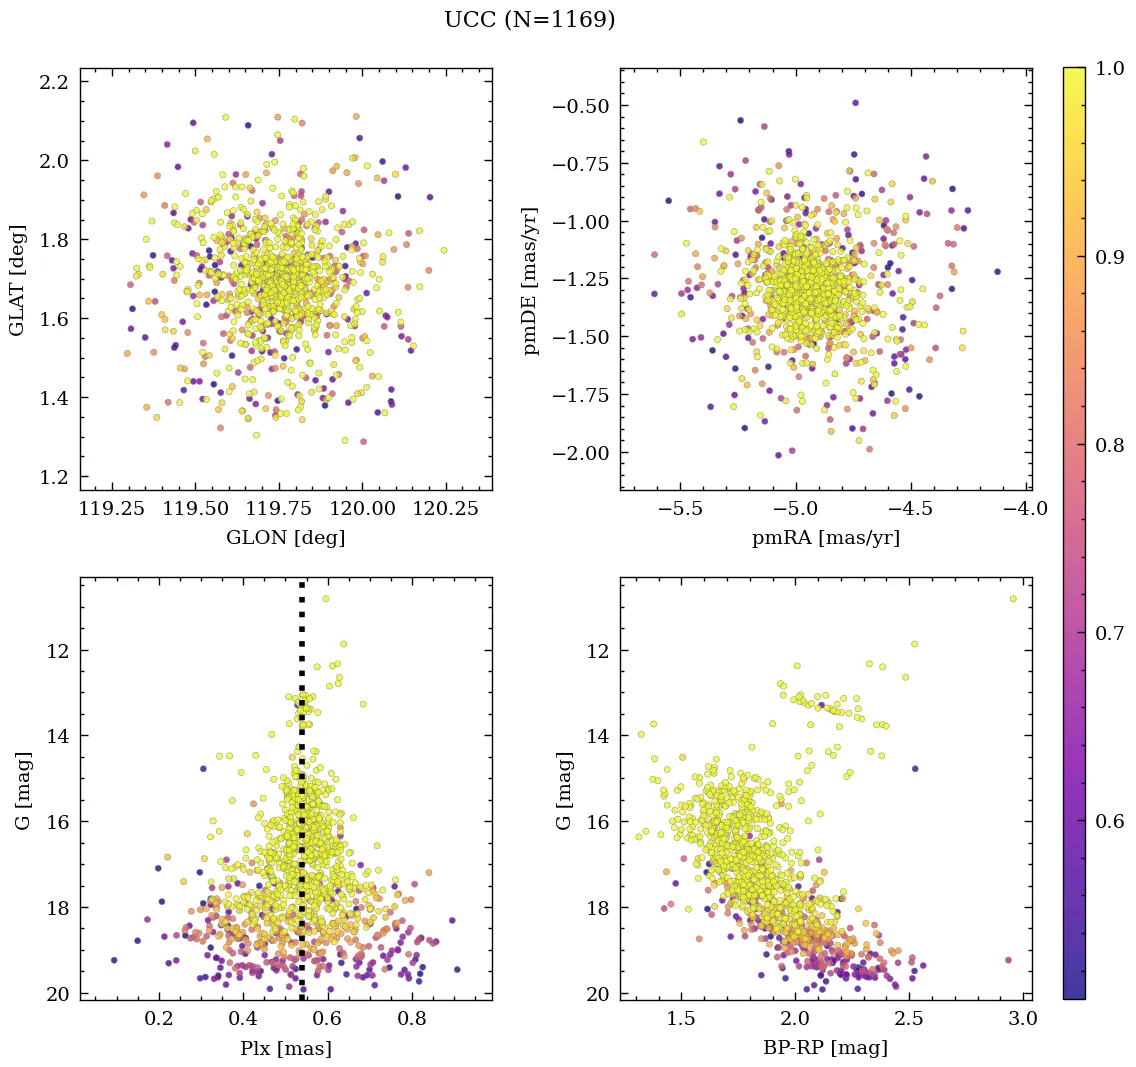 UCC (N=1169)
2.2
2.0
1.8
1.6
1.4
1.2
GLAT [deg]
119.25 119.50 119.75 120.00 120.25
GLON [deg]
−0.50
−0.75
−1.00
−1.25
−1.50
−1.75
−2.00
pmDE [mas/yr]
−5.5 −5.0 −4.5 −4.0
pmRA [mas/yr]
1.0
0.9
0.8
0.7
0.6
12
14
16
18
20
G [mag]
0.2 0.4 0.6 0.8
Plx [mas]
12
14
16
18
20
G [mag]
1.5 2.0 2.5 3.0
BP-RP [mag]